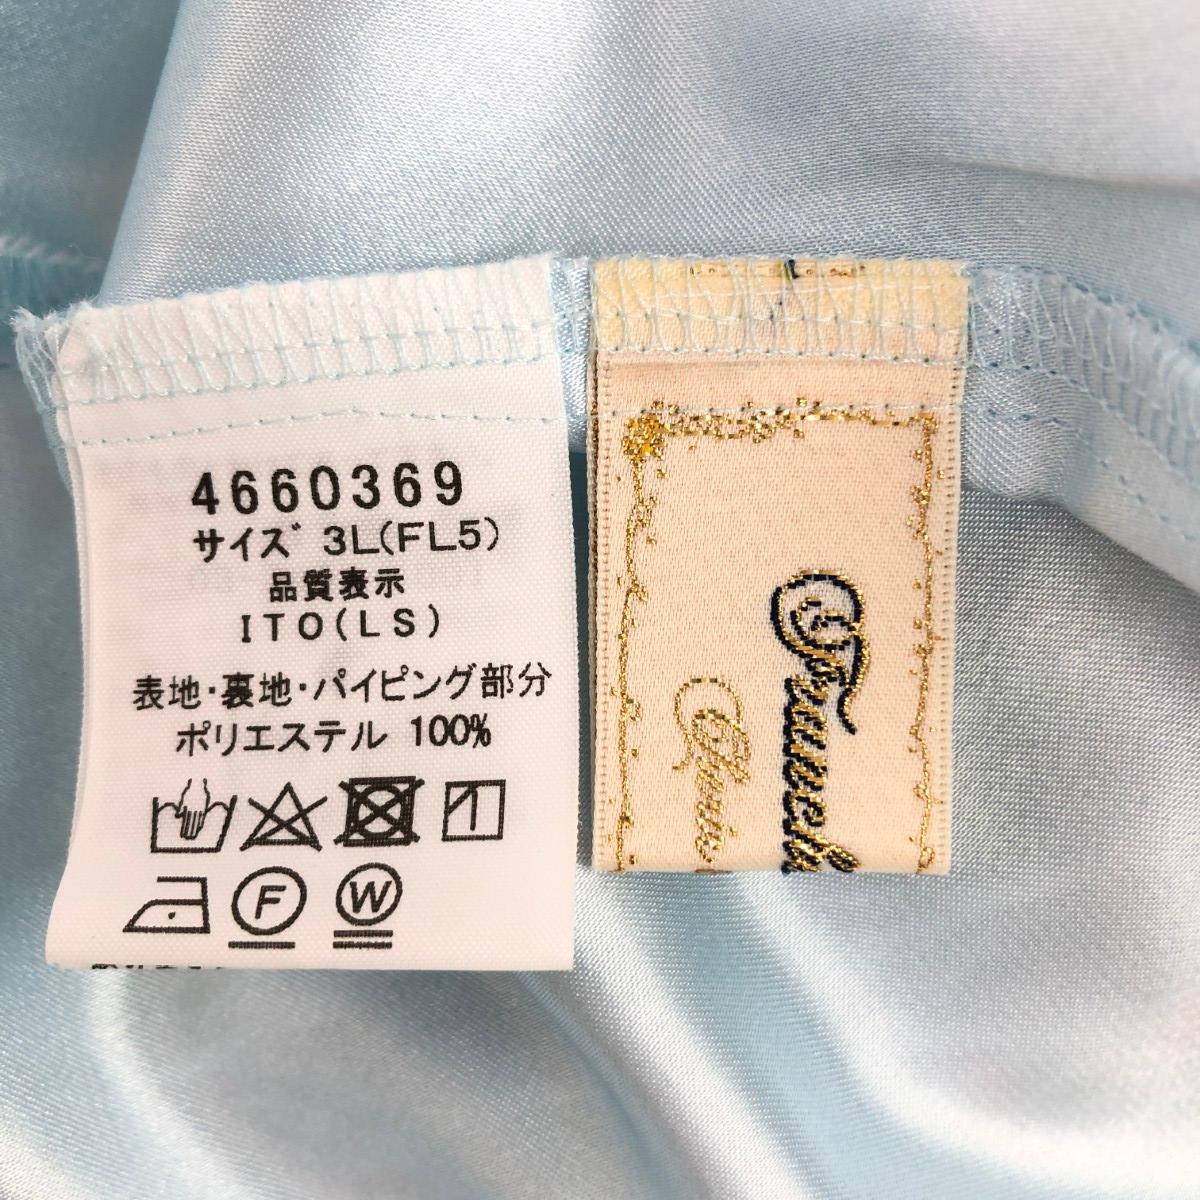 4660369
サイズ 3L(FL5)
品質表示
ITO(LS)
表地・裏地・パイピング部分
ポリエステル 100%
F W